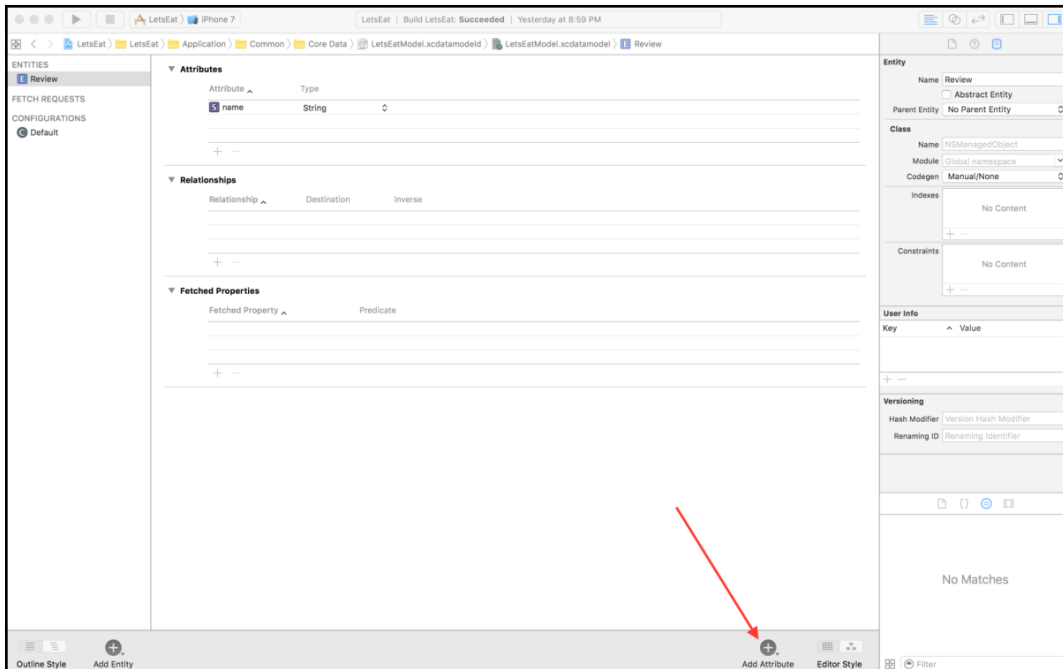 LetsEat › iPhone 7
LetsEat | Build LetsEat: Succeeded | Yesterday at 8:59 PM
LetsEat › LetsEat › Application › Common › Core Data › LetsEatModel.xcdatamodeld › LetsEatModel.xcdatamodel › E Review
ENTITIES
E Review
FETCH REQUESTS
CONFIGURATIONS
C Default
Attributes
Attribute Type
S name String
Relationships
Relationship Destination Inverse
Fetched Properties
Fetched Property Predicate
Outline Style
Add Entity
Add Attribute
Editor Style
Entity
Name Review
Abstract Entity
Parent Entity No Parent Entity
Class
Name NSManagedObject
Module Global namespace
Codegen Manual/None
Indexes
No Content
Constraints
No Content
User Info
Key Value
Versioning
Hash Modifier Version Hash Modifier
Renaming ID Renaming Identifier
No Matches
Filter